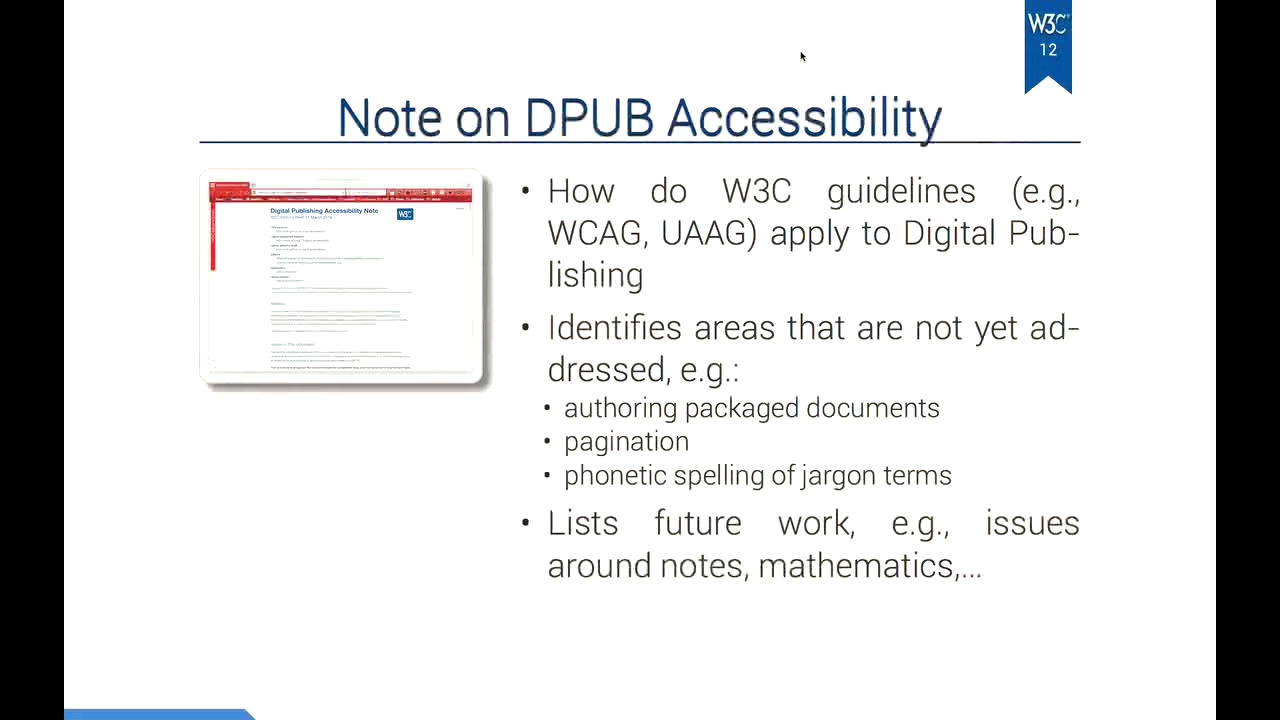 W3C
12
Note on DPUB Accessibility
Digital Publishing Accessibility Note
W3C
• How do W3C guidelines (e.g.,
WCAG, UAAG) apply to Digital Pub-
lishing
• Identifies areas that are not yet ad-
dressed, e.g.:
• authoring packaged documents
• pagination
• phonetic spelling of jargon terms
• Lists future work, e.g., issues
around notes, mathematics,...